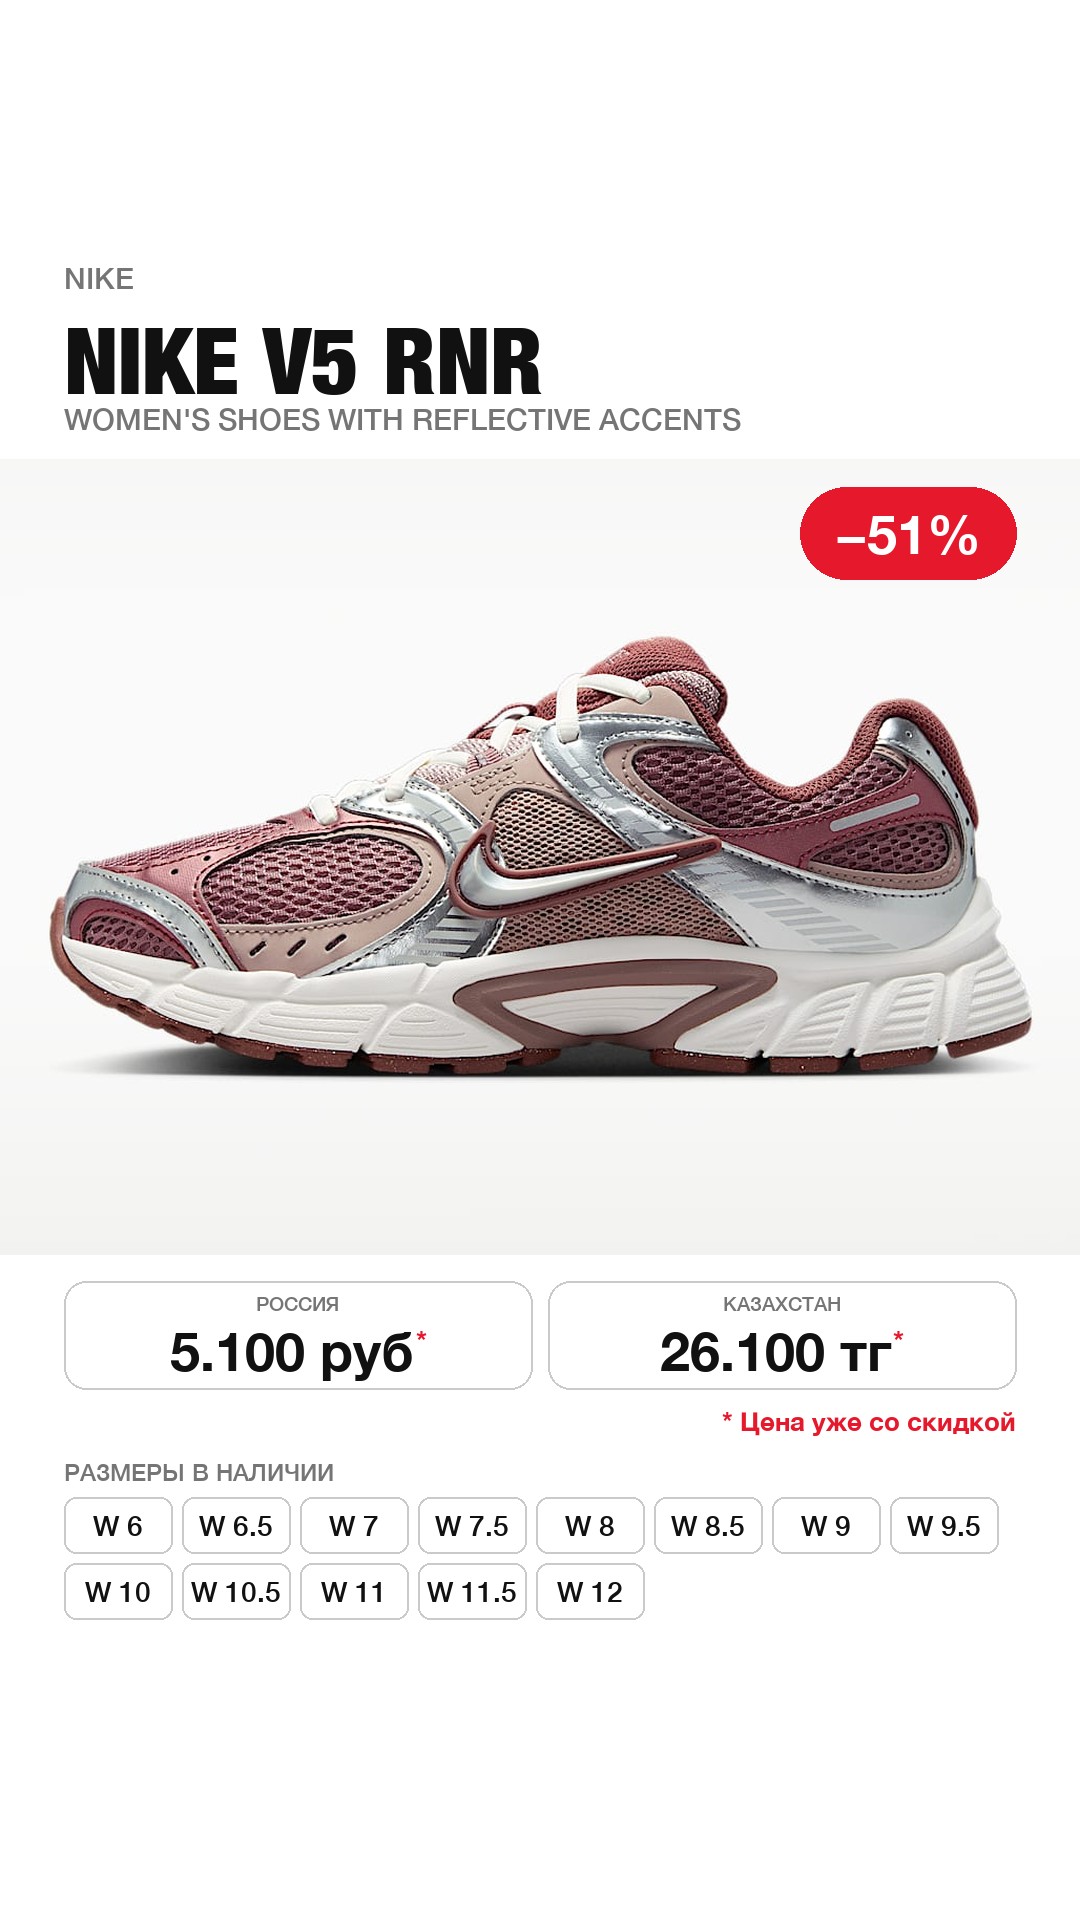 NIKE
NIKE V5 RNR
WOMEN'S SHOES WITH REFLECTIVE ACCENTS
–51%
РОССИЯ
5.100 руб*
КАЗАХСТАН
26.100 тг*
* Цена уже со скидкой
РАЗМЕРЫ В НАЛИЧИИ
W 6 W 6.5 W 7 W 7.5 W 8 W 8.5 W 9 W 9.5
W 10 W 10.5 W 11 W 11.5 W 12